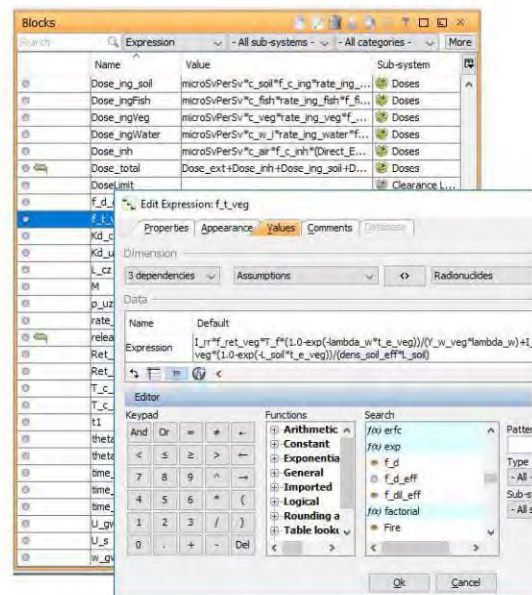 Blocks
Search Expression - All sub-systems - - All categories - More
Name Value Sub-system
Dose_ing_soil microSvPerSv*c_soil*f_c_ing*rate_ing_... Doses
Dose_ingFish microSvPerSv*c_fish*rate_ing_fish*f_fi... Doses
Dose_ingVeg microSvPerSv*c_veg*rate_ing_veg*f_... Doses
Dose_ingWater microSvPerSv*c_w_i*rate_ing_water*f... Doses
Dose_inh microSvPerSv*c_air*f_c_inh*(Direct_E... Doses
Dose_total Dose_ext+Dose_inh+Dose_ing_soil+D... Doses
DoseLimit Clearance L...
f_d_
f_t_v
Kd_c
Kd_u
L_cz
M
p_uz
rate_
relea
Ret_
Ret_
T_c_
T_c_
t1
theta
theta
time_
time_
time_
U_gw
U_s
w_gw
Edit Expression: f_t_veg
Properties Appearance Values Comments Database
Dimension
3 dependencies Assumptions <> Radionuclides
Data
Name Default
Expression I_rr*f_ret_veg*T_f*(1.0-exp(-lambda_w*t_e_veg))/(Y_w_veg*lambda_w)+I_
veg*(1.0-exp(-L_soil*t_e_veg))/(dens_soil_eff*L_soil)
Editor
Keypad Functions Search
And Or = ≠ ←
< ≤ ≥ > ←
7 8 9 ^ →
4 5 6 * (
1 2 3 / )
0 . + - Del
Arithmetic
Constant
Exponentia
General
Imported
Logical
Rounding a
Table looku
f(x) erfc
f(x) exp
f_d
f_d_eff
f_dil_eff
f(x) factorial
Fire
Patter
Type
- All -
Sub-s
- All s
Ok Cancel